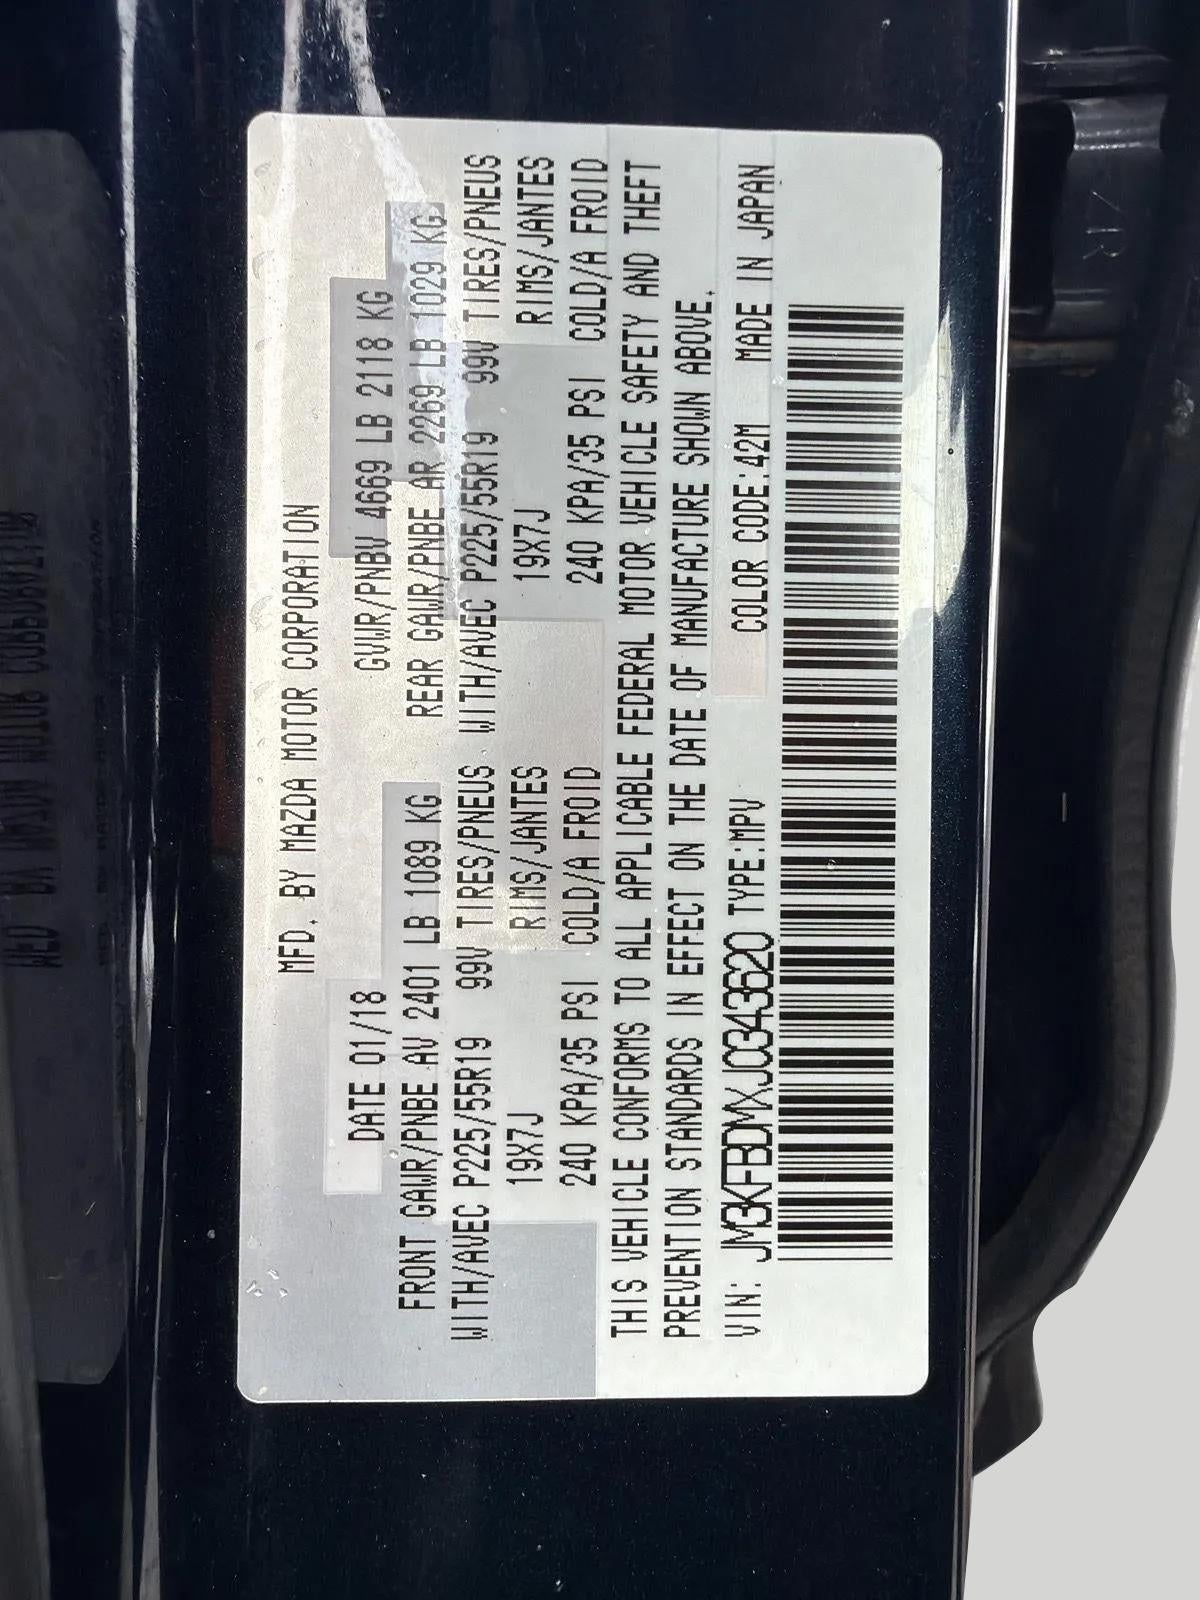 MFD. BY MAZDA MOTOR CORPORATION
DATE 01/18 GVWR/PNBV 4669 LB 2118 KG
FRONT GAWR/PNBE AV 2401 LB 1089 KG REAR GAWR/PNBE AR 2269 LB 1029 KG
WITH/AVEC P225/55R19 99V TIRES/PNEUS WITH/AVEC P225/55R19 99V TIRES/PNEUS
19X7J RIMS/JANTES 19X7J RIMS/JANTES
240 KPA/35 PSI COLD/A FROID 240 KPA/35 PSI COLD/A FROID
THIS VEHICLE CONFORMS TO ALL APPLICABLE FEDERAL MOTOR VEHICLE SAFETY AND THEFT
PREVENTION STANDARDS IN EFFECT ON THE DATE OF MANUFACTURE SHOWN ABOVE.
VIN: JM3KFBDMXJ0343620 TYPE:MPV COLOR CODE:42M MADE IN JAPAN